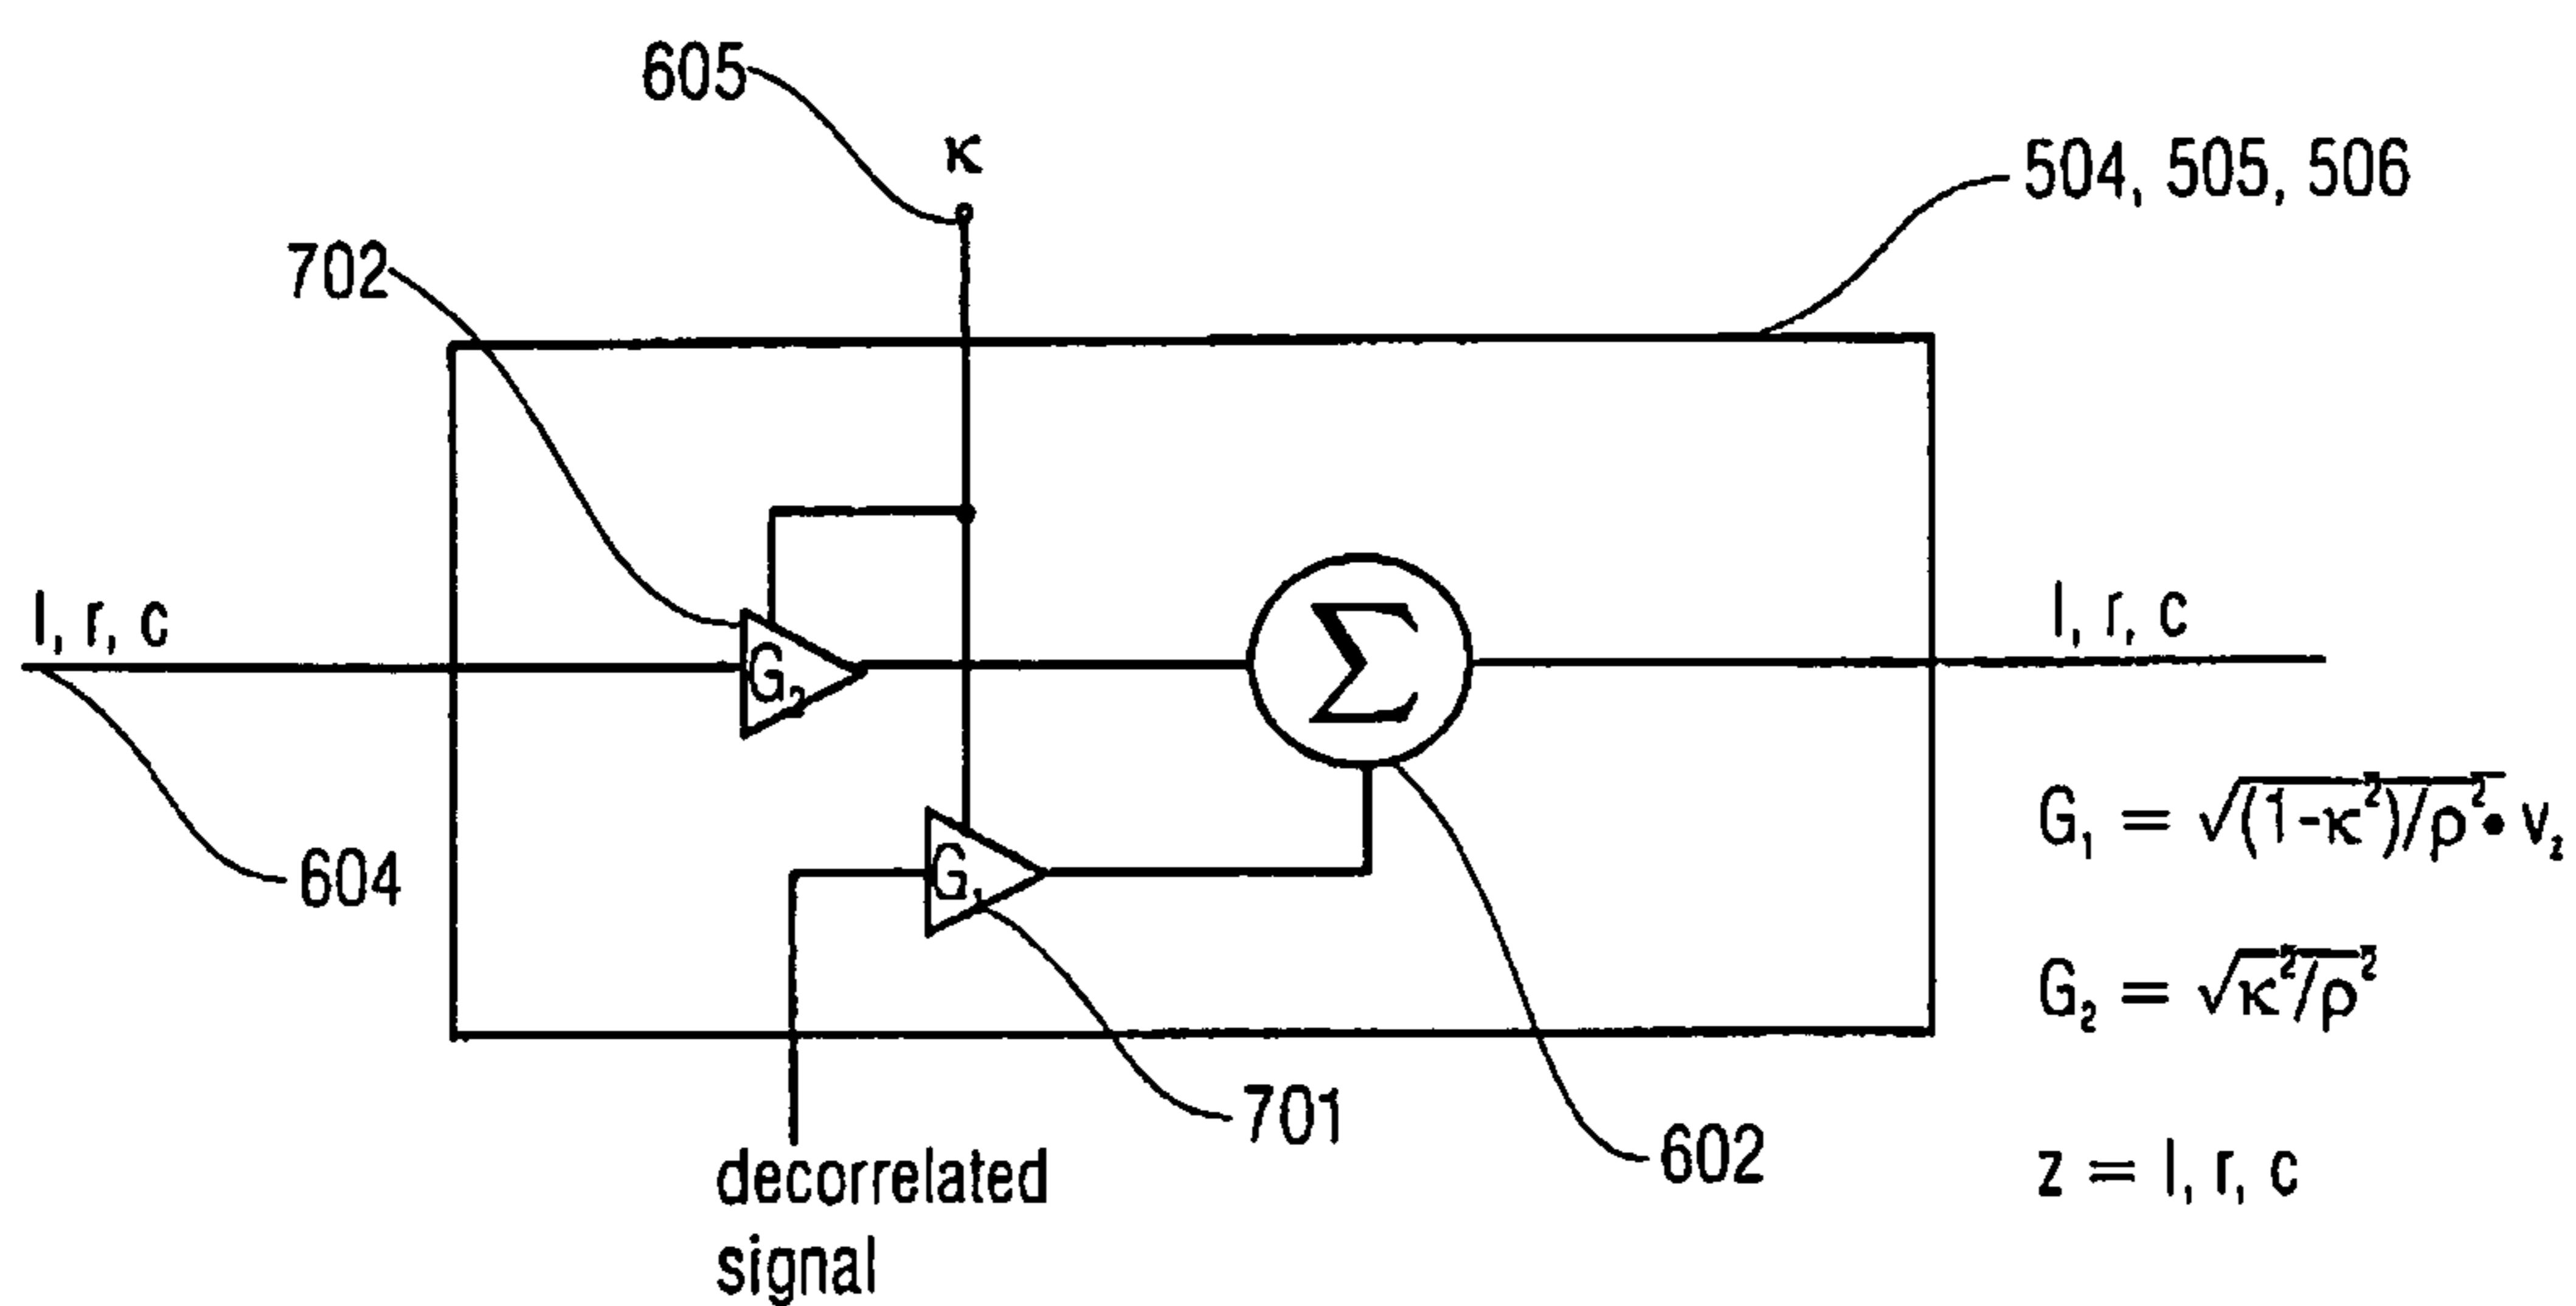 605
κ
504, 505, 506
702
l, r, c
G₂
Σ
l, r, c
G₁ = √(1-κ²)/ρ² • v_z
604
G₁
G₂ = √κ²/ρ²
701
602
z = l, r, c
decorrelated
signal